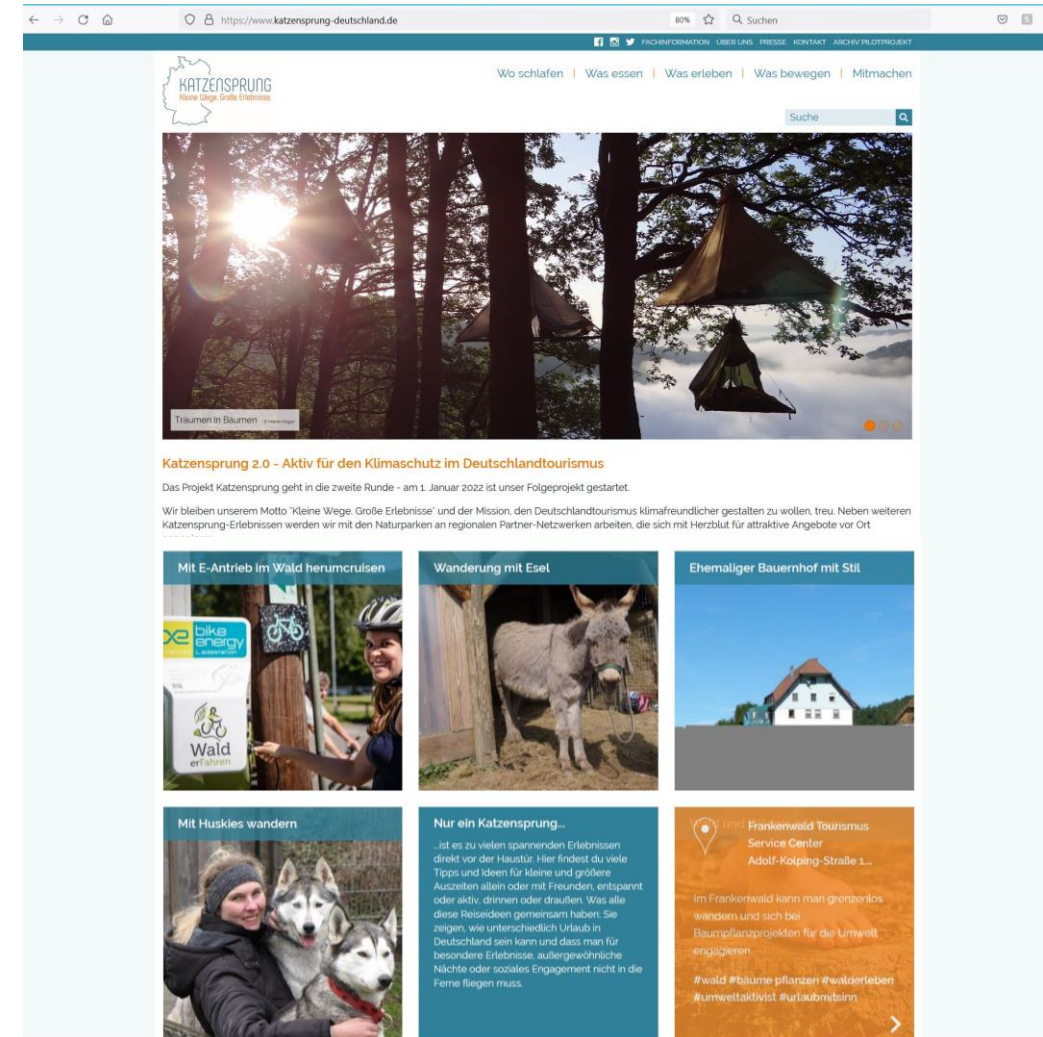 https://www.katzensprung-deutschland.de
80%
Suchen
FACHINFORMATION ÜBER UNS PRESSE KONTAKT ARCHIV PILOTPROJEKT
KATZENSPRUNG
Kleine Wege. Große Erlebnisse.
Wo schlafen | Was essen | Was erleben | Was bewegen | Mitmachen
Suche
Träumen in Bäumen
Katzensprung 2.0 - Aktiv für den Klimaschutz im Deutschlandtourismus
Das Projekt Katzensprung geht in die zweite Runde - am 1. Januar 2022 ist unser Folgeprojekt gestartet.
Wir bleiben unserem Motto "Kleine Wege. Große Erlebnisse" und der Mission, den Deutschlandtourismus klimafreundlicher gestalten zu wollen, treu. Neben weiteren
Katzensprung-Erlebnissen werden wir mit den Naturparken an regionalen Partner-Netzwerken arbeiten, die sich mit Herzblut für attraktive Angebote vor Ort
Mit E-Antrieb im Wald herumcruisen
bike
energy
Ladestation
Wald
erFahren
Wanderung mit Esel
Ehemaliger Bauernhof mit Stil
Mit Huskies wandern
Nur ein Katzensprung...
...ist es zu vielen spannenden Erlebnissen
direkt vor der Haustür. Hier findest du viele
Tipps und Ideen für kleine und größere
Auszeiten allein oder mit Freunden, entspannt
oder aktiv, drinnen oder draußen. Was alle
diese Reiseideen gemeinsam haben: Sie
zeigen, wie unterschiedlich Urlaub in
Deutschland sein kann und dass man für
besondere Erlebnisse, außergewöhnliche
Nächte oder soziales Engagement nicht in die
Ferne fliegen muss.
Frankenwald Tourismus
Service Center
Adolf-Kolping-Straße 1,...
Im Frankenwald kann man grenzenlos
wandern und sich bei
Baumpflanzprojekten für die Umwelt
engagieren.
#wald #bäume pflanzen #walderleben
#umweltaktivist #urlaubmitsinn